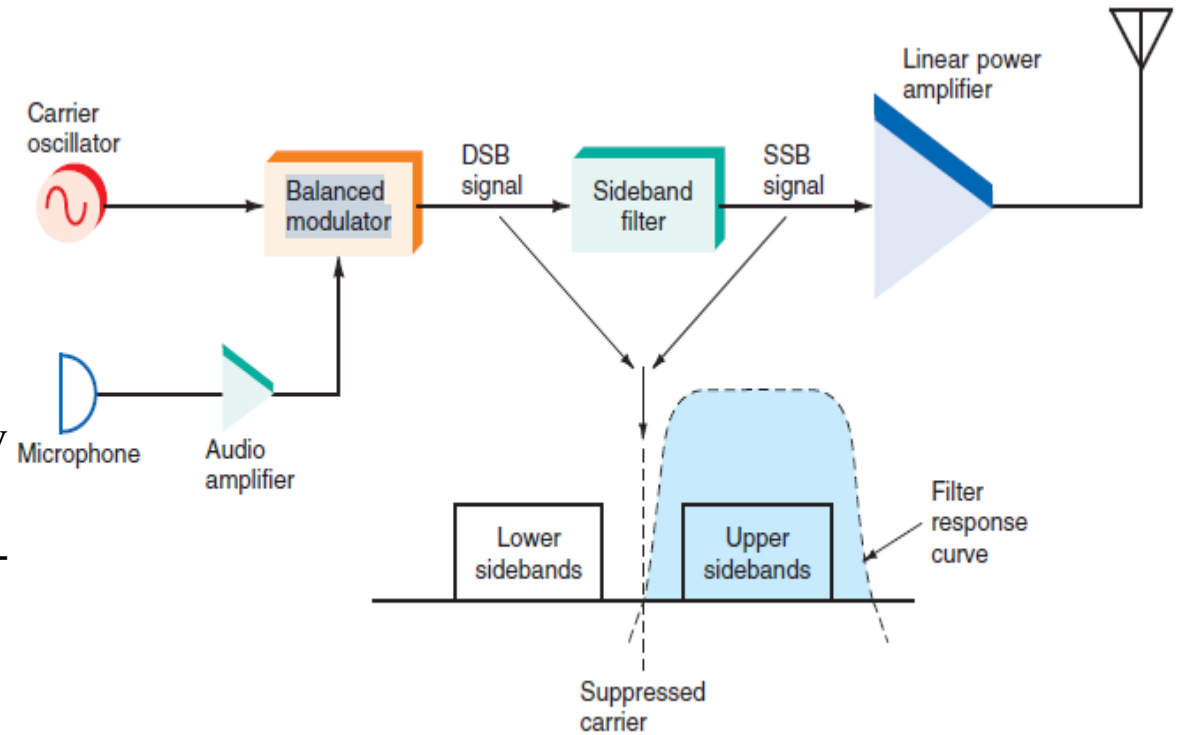 Linear power
amplifier
Carrier
oscillator
DSB
signal
SSB
signal
Balanced
modulator
Sideband
filter
Microphone
Audio
amplifier
Filter
response
curve
Lower
sidebands
Upper
sidebands
Suppressed
carrier